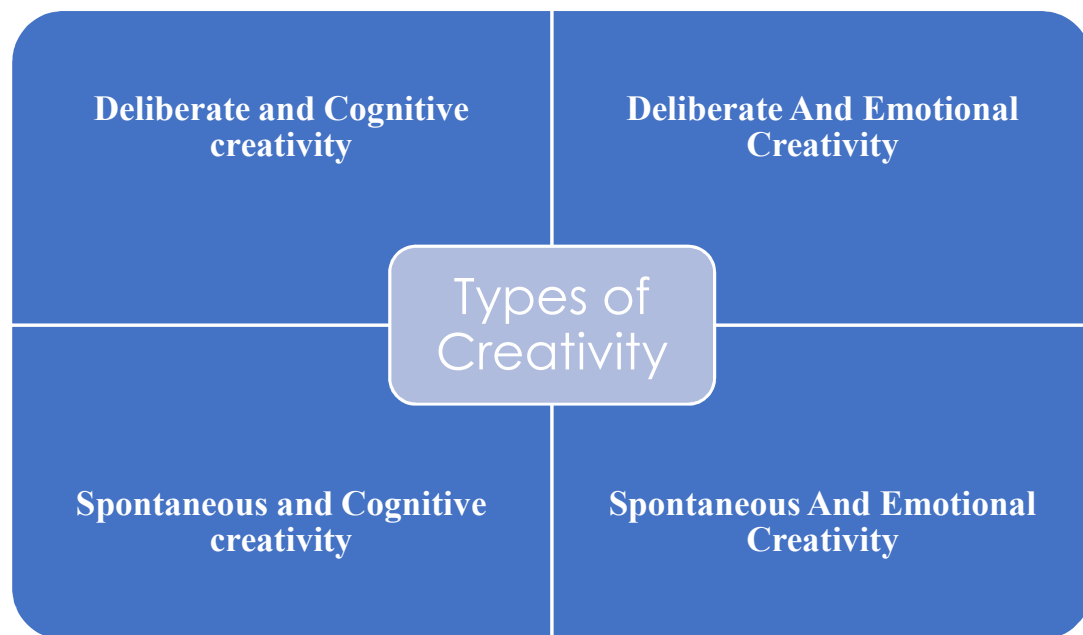 Deliberate and Cognitive
creativity
Deliberate And Emotional
Creativity
Types of
Creativity
Spontaneous and Cognitive
creativity
Spontaneous And Emotional
Creativity